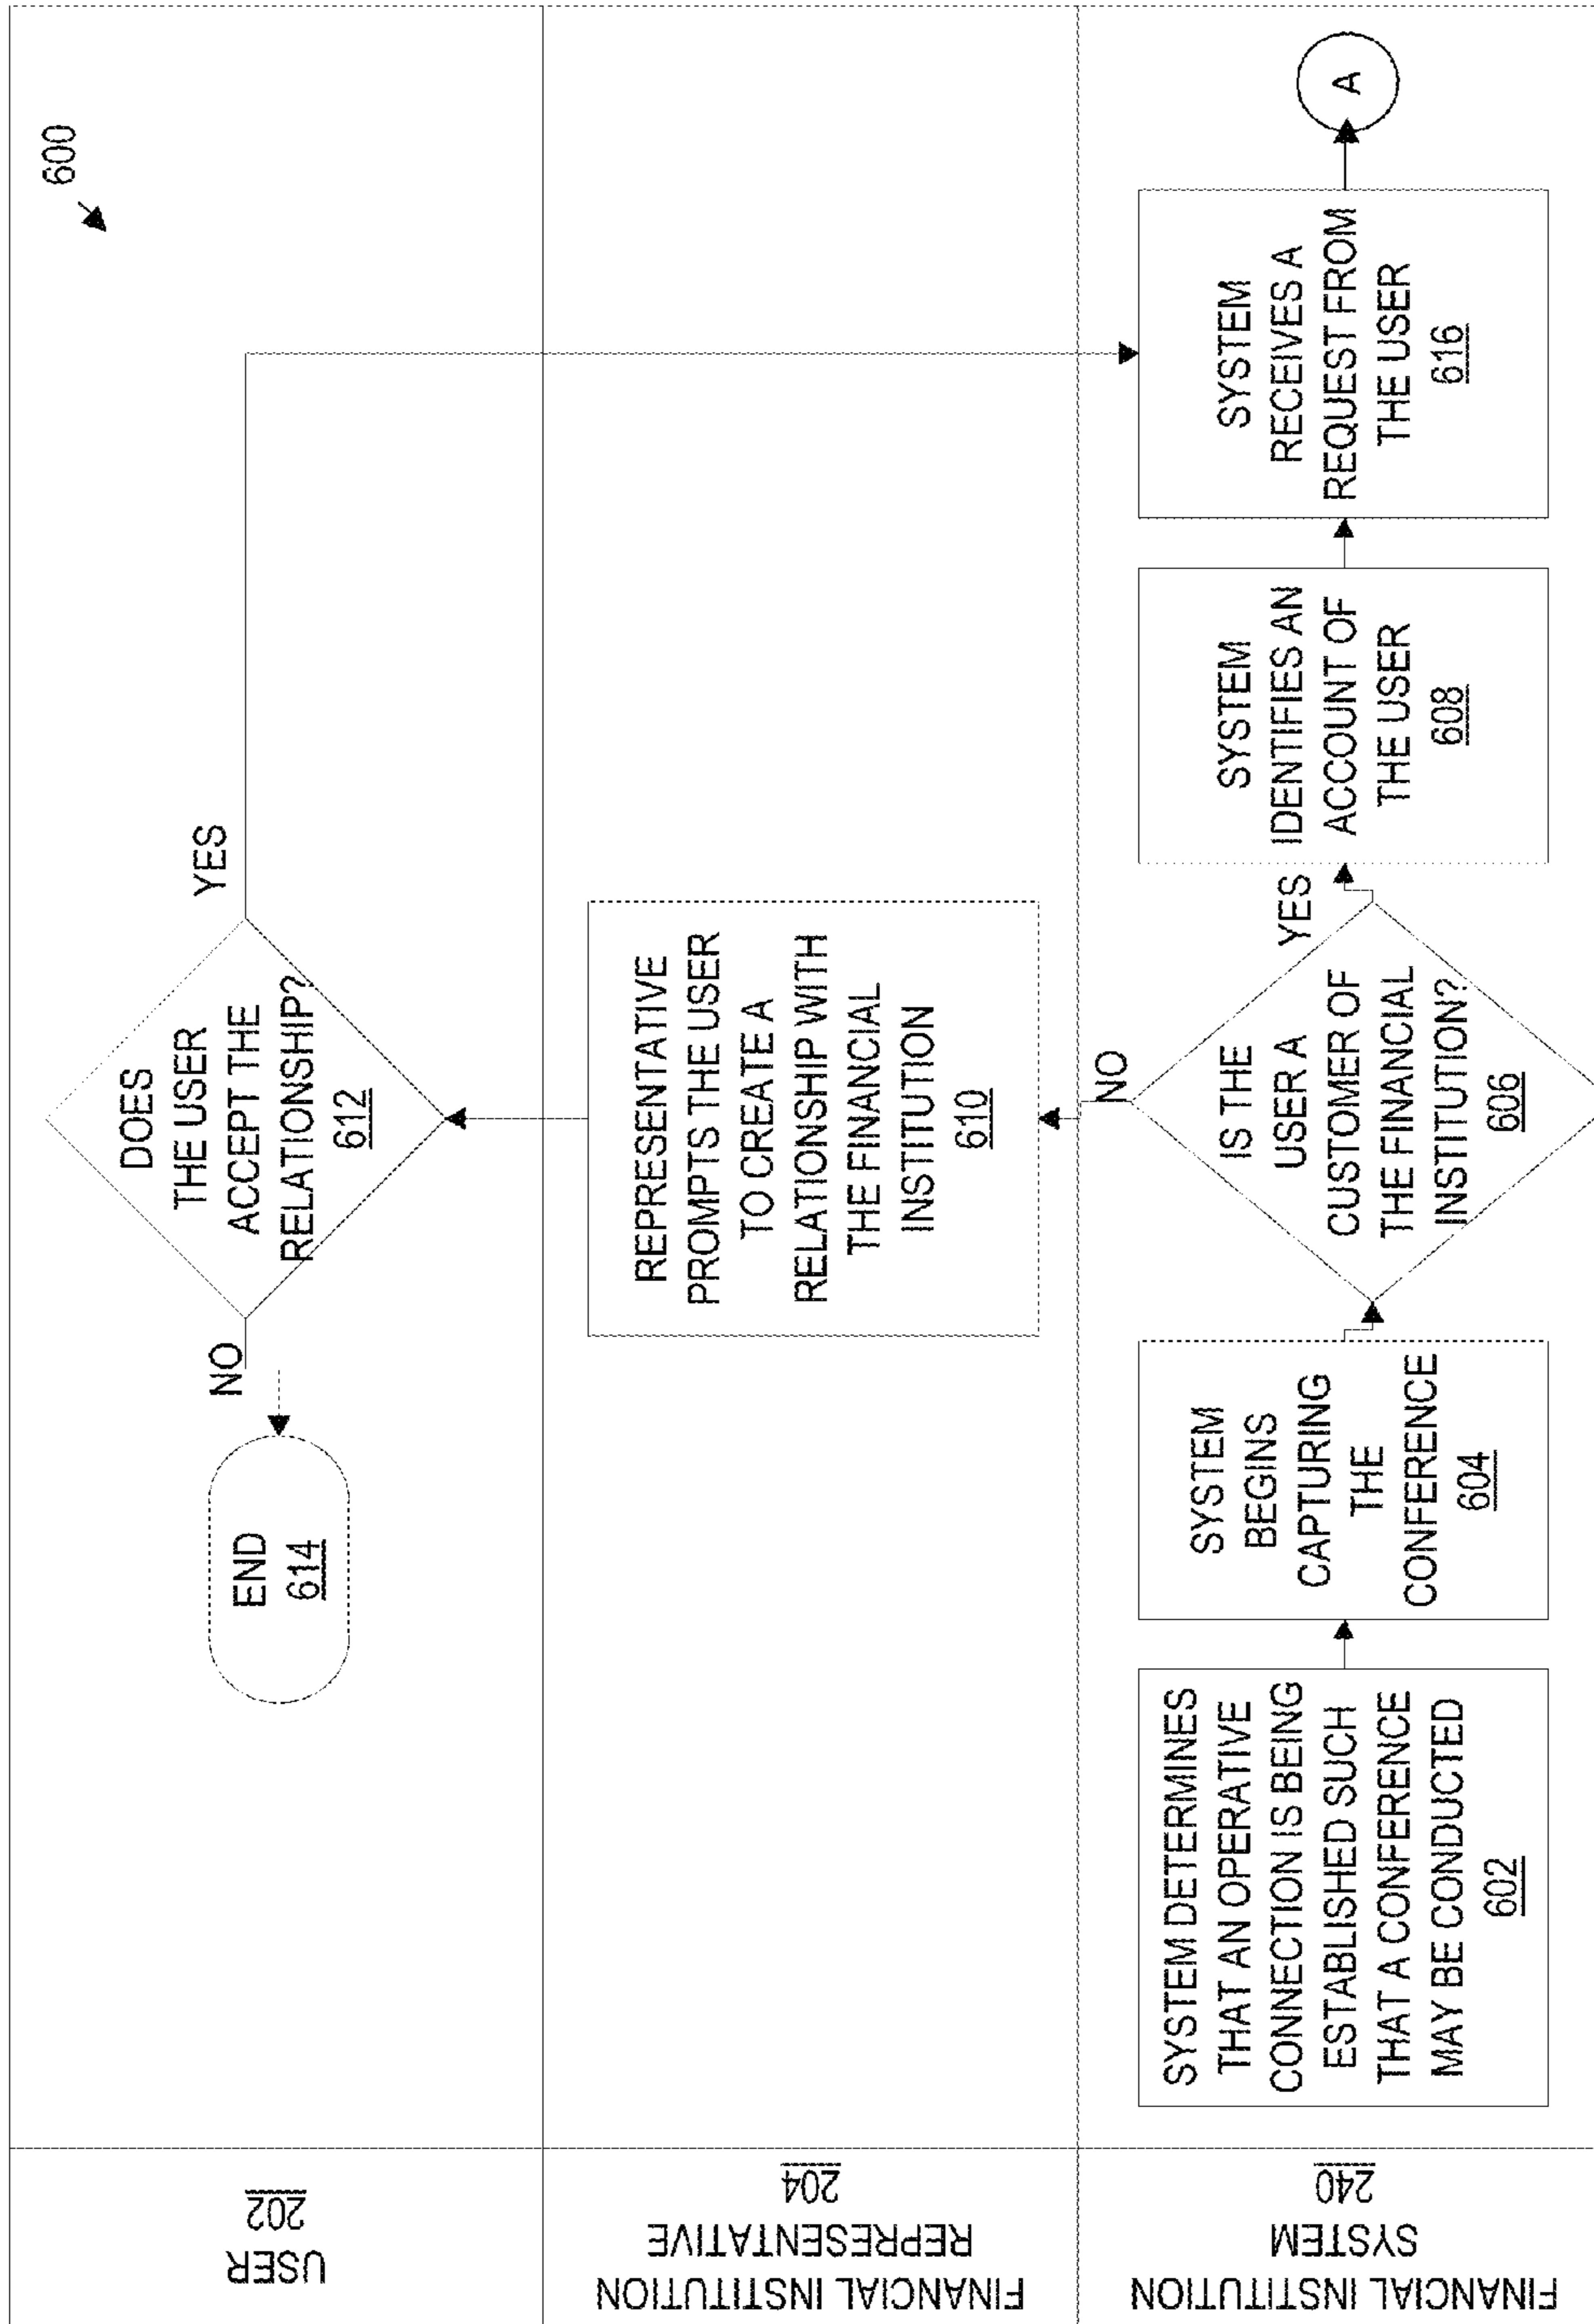 600
USER
202
DOES
THE USER
ACCEPT THE
RELATIONSHIP?
612
YES
NO
END
614
FINANCIAL INSTITUTION
REPRESENTATIVE
204
REPRESENTATIVE
PROMPTS THE USER
TO CREATE A
RELATIONSHIP WITH
THE FINANCIAL
INSTITUTION
610
FINANCIAL INSTITUTION
SYSTEM
240
SYSTEM DETERMINES
THAT AN OPERATIVE
CONNECTION IS BEING
ESTABLISHED SUCH
THAT A CONFERENCE
MAY BE CONDUCTED
602
SYSTEM
BEGINS
CAPTURING
THE
CONFERENCE
604
IS THE
USER A
CUSTOMER OF
THE FINANCIAL
INSTITUTION?
606
NO
YES
SYSTEM
IDENTIFIES AN
ACCOUNT OF
THE USER
608
SYSTEM
RECEIVES A
REQUEST FROM
THE USER
616
A